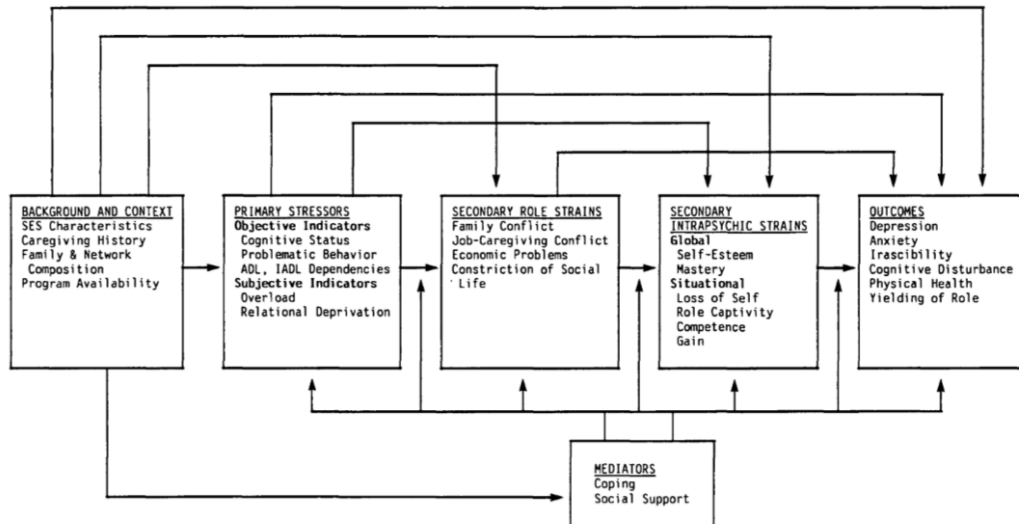 BACKGROUND AND CONTEXT
SES Characteristics
Caregiving History
Family & Network
Composition
Program Availability
PRIMARY STRESSORS
Objective Indicators
Cognitive Status
Problematic Behavior
ADL, IADL Dependencies
Subjective Indicators
Overload
Relational Deprivation
SECONDARY ROLE STRAINS
Family Conflict
Job-Caregiving Conflict
Economic Problems
Constriction of Social
Life
SECONDARY
INTRAPSYCHIC STRAINS
Global
Self-Esteem
Mastery
Situational
Loss of Self
Role Captivity
Competence
Gain
OUTCOMES
Depression
Anxiety
Irascibility
Cognitive Disturbance
Physical Health
Yielding of Role
MEDIATORS
Coping
Social Support